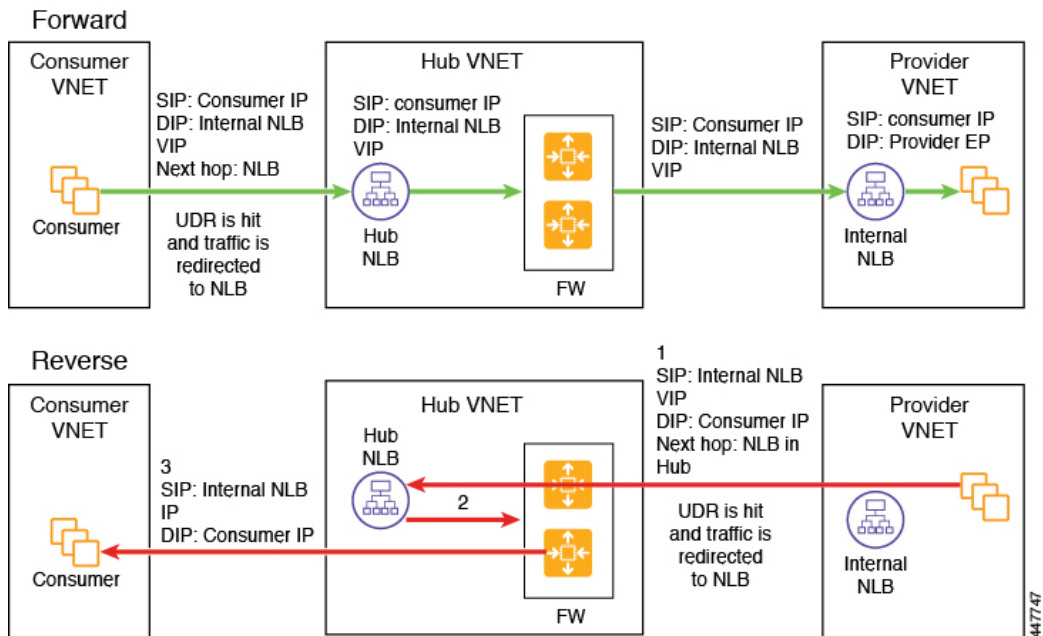 Forward
Consumer
VNET
SIP: Consumer IP
DIP: Internal NLB
VIP
Next hop: NLB
Consumer
UDR is hit
and traffic is
redirected
to NLB
Hub VNET
SIP: consumer IP
DIP: Internal NLB
VIP
Hub
NLB
FW
SIP: Consumer IP
DIP: Internal NLB
VIP
Provider
VNET
SIP: consumer IP
DIP: Provider EP
Internal
NLB
Reverse
Consumer
VNET
3
SIP: Internal NLB
IP
DIP: Consumer IP
Consumer
Hub VNET
Hub
NLB
2
FW
1
SIP: Internal NLB
VIP
DIP: Consumer IP
Next hop: NLB in
Hub
UDR is hit
and traffic is
redirected
to NLB
Provider
VNET
Internal
NLB
447747